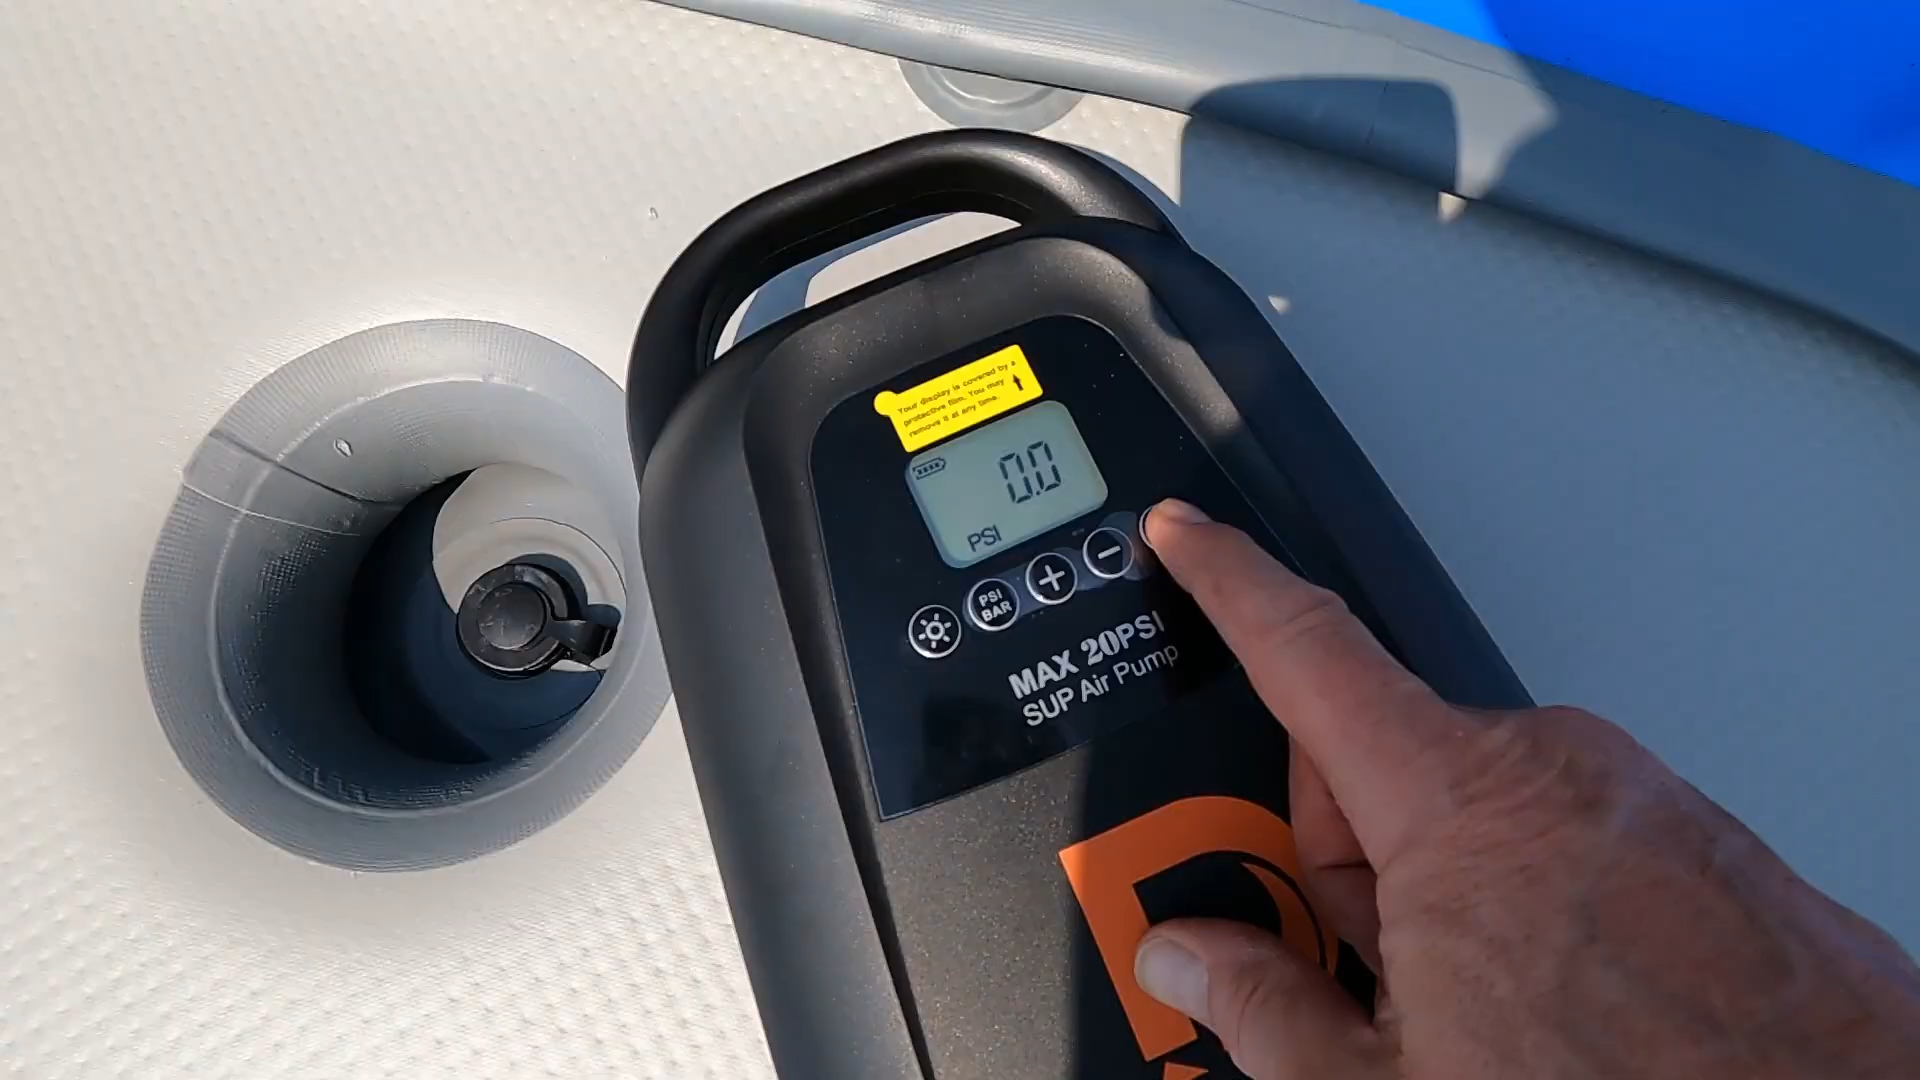 Your display is covered by a
protective film. You may
remove it at any time.
0.0
PSI
PSI
BAR
MAX 20PSI
SUP Air Pump